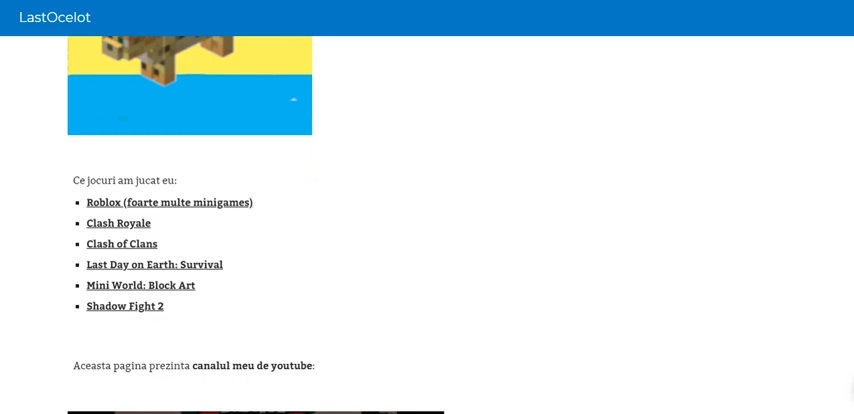 LastOcelot
Ce jocuri am jucat eu:
Roblox (foarte multe minigames)
Clash Royale
Clash of Clans
Last Day on Earth: Survival
Mini World: Block Art
Shadow Fight 2
Aceasta pagina prezinta canalul meu de youtube: